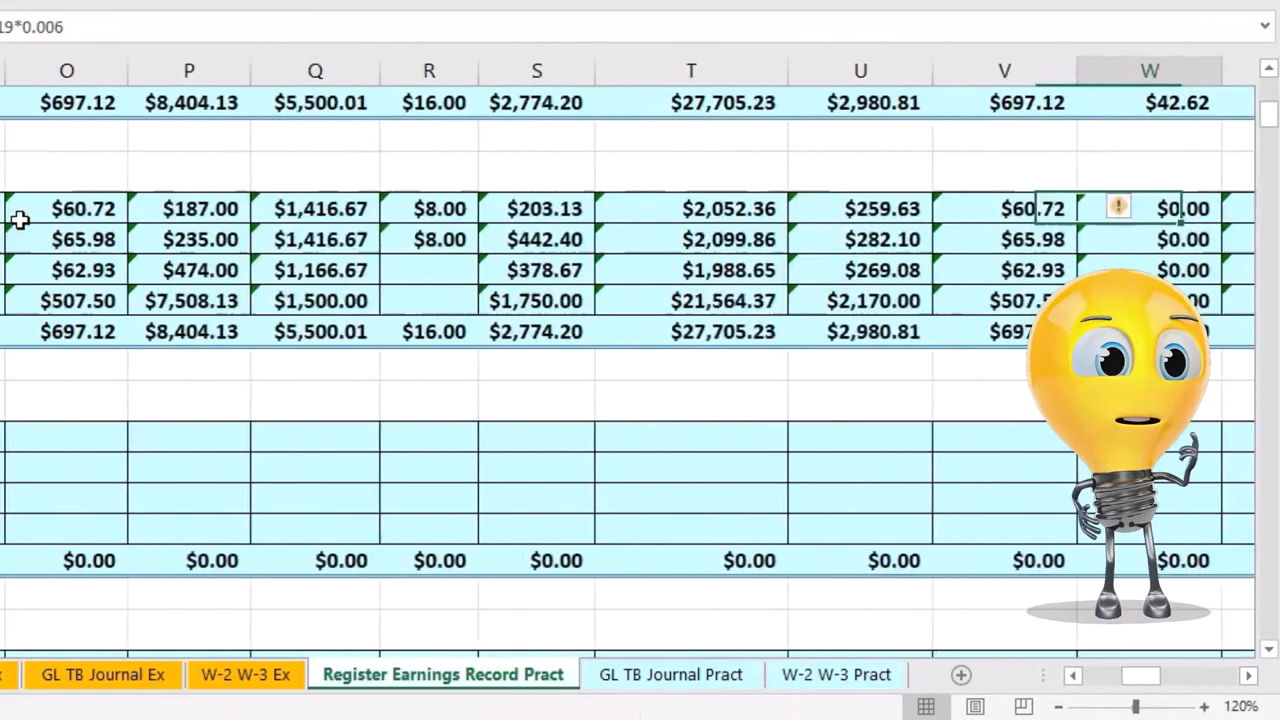 19*0.006
O P Q R S T U V W
$697.12 $8,404.13 $5,500.01 $16.00 $2,774.20 $27,705.23 $2,980.81 $697.12 $42.62
$60.72 $187.00 $1,416.67 $8.00 $203.13 $2,052.36 $259.63 $60.72 $0.00
$65.98 $235.00 $1,416.67 $8.00 $442.40 $2,099.86 $282.10 $65.98 $0.00
$62.93 $474.00 $1,166.67 $378.67 $1,988.65 $269.08 $62.93 $0.00
$507.50 $7,508.13 $1,500.00 $1,750.00 $21,564.37 $2,170.00
$697.12 $8,404.13 $5,500.01 $16.00 $2,774.20 $27,705.23 $2,980.81
$0.00 $0.00 $0.00 $0.00 $0.00 $0.00 $0.00 $0.00 $0.00
GL TB Journal Ex W-2 W-3 Ex Register Earnings Record Pract GL TB Journal Pract W-2 W-3 Pract
120%